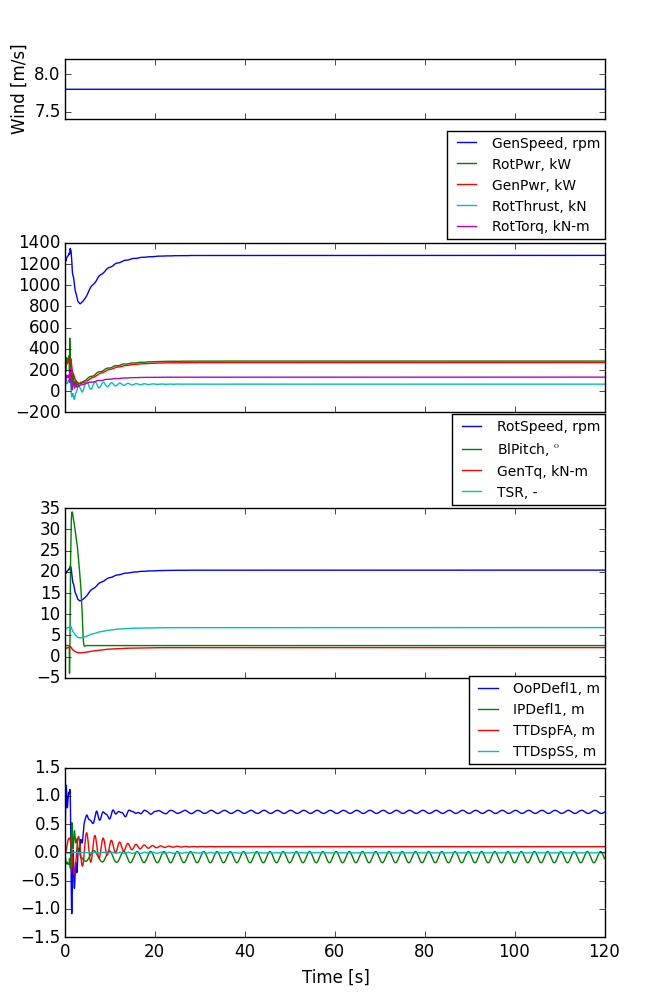 Wind [m/s]
8.0
7.5
GenSpeed, rpm
RotPwr, kW
GenPwr, kW
RotThrust, kN
RotTorq, kN-m
1400
1200
1000
800
600
400
200
0
−200
RotSpeed, rpm
BlPitch, °
GenTq, kN-m
TSR, -
35
30
25
20
15
10
5
0
−5
OoPDefl1, m
IPDefl1, m
TTDspFA, m
TTDspSS, m
1.5
1.0
0.5
0.0
−0.5
−1.0
−1.5
0 20 40 60 80 100 120
Time [s]